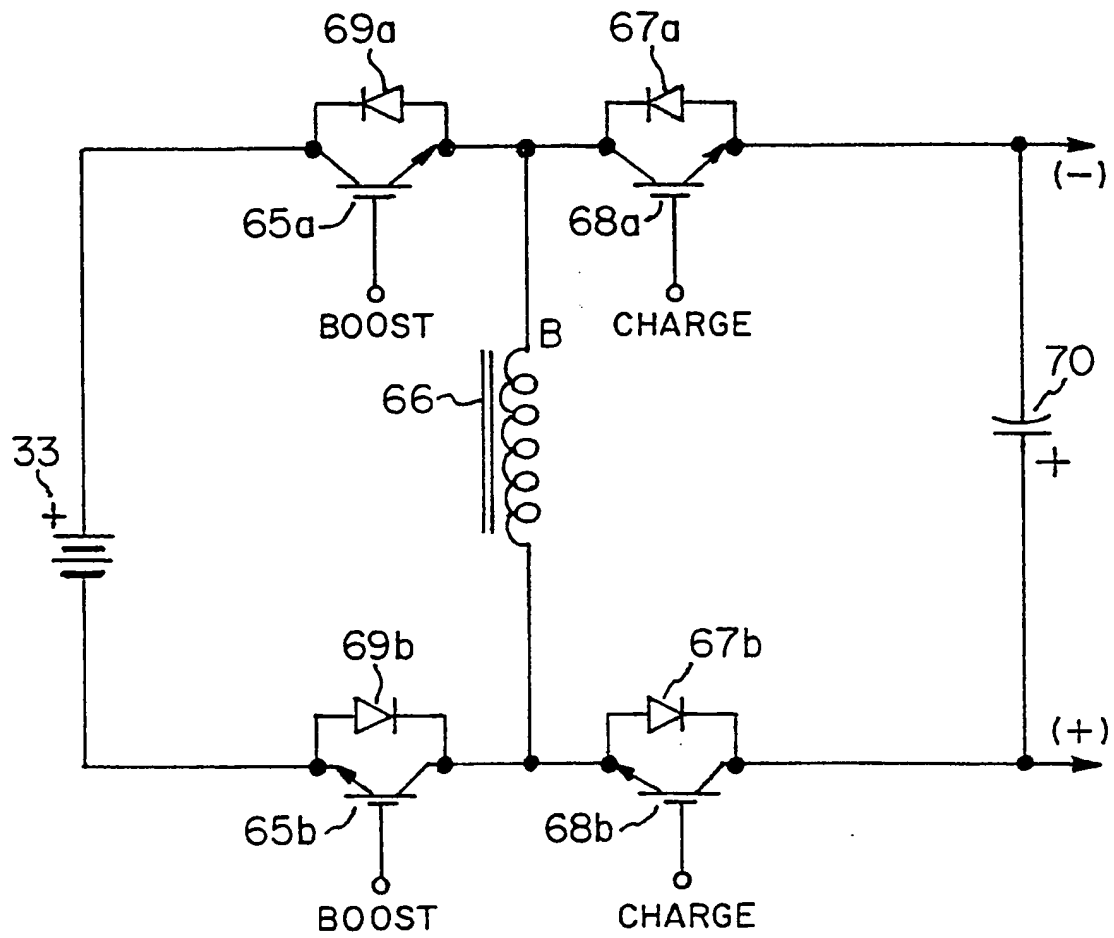 69a
67a
(-)
65a
68a
BOOST
CHARGE
B
66
70
33
+
+
69b
67b
(+)
65b
68b
BOOST
CHARGE